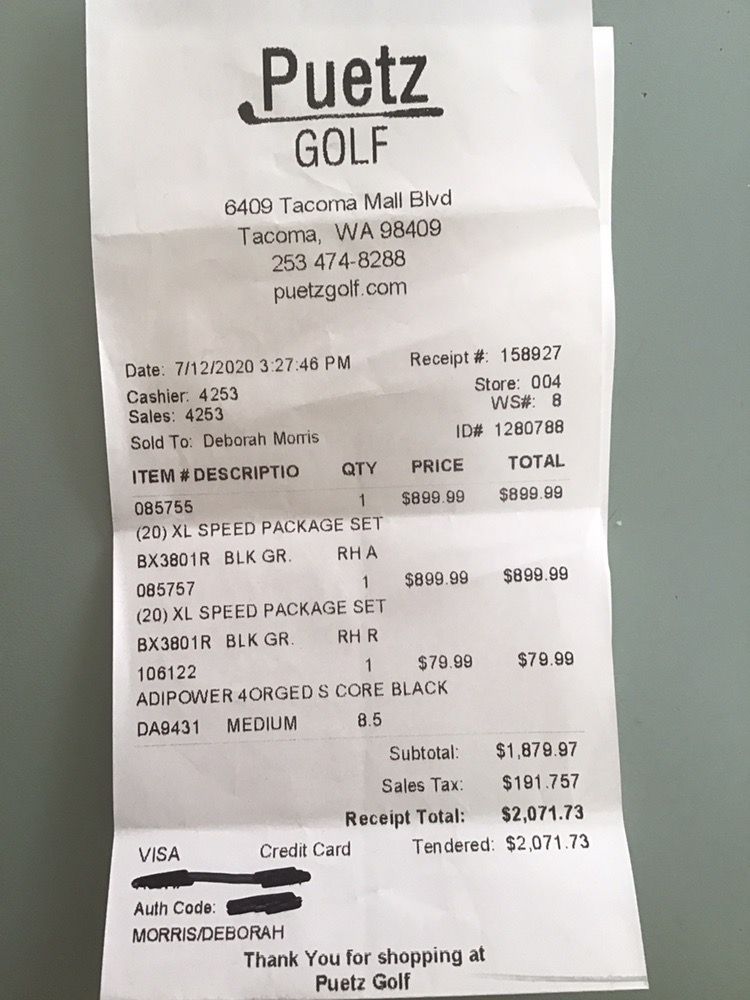 Puetz
GOLF
6409 Tacoma Mall Blvd
Tacoma, WA 98409
253 474-8288
puetzgolf.com
Date: 7/12/2020 3:27:46 PM Receipt #: 158927
Cashier: 4253 Store: 004
Sales: 4253 WS#: 8
Sold To: Deborah Morris ID# 1280788
ITEM # DESCRIPTIO QTY PRICE TOTAL
085755 1 $899.99 $899.99
(20) XL SPEED PACKAGE SET
BX3801R BLK GR. RH A
085757 1 $899.99 $899.99
(20) XL SPEED PACKAGE SET
BX3801R BLK GR. RH R
106122 1 $79.99 $79.99
ADIPOWER 4ORGED S CORE BLACK
DA9431 MEDIUM 8.5
Subtotal: $1,879.97
Sales Tax: $191.757
Receipt Total: $2,071.73
VISA Credit Card Tendered: $2,071.73
Auth Code:
MORRIS/DEBORAH
Thank You for shopping at
Puetz Golf